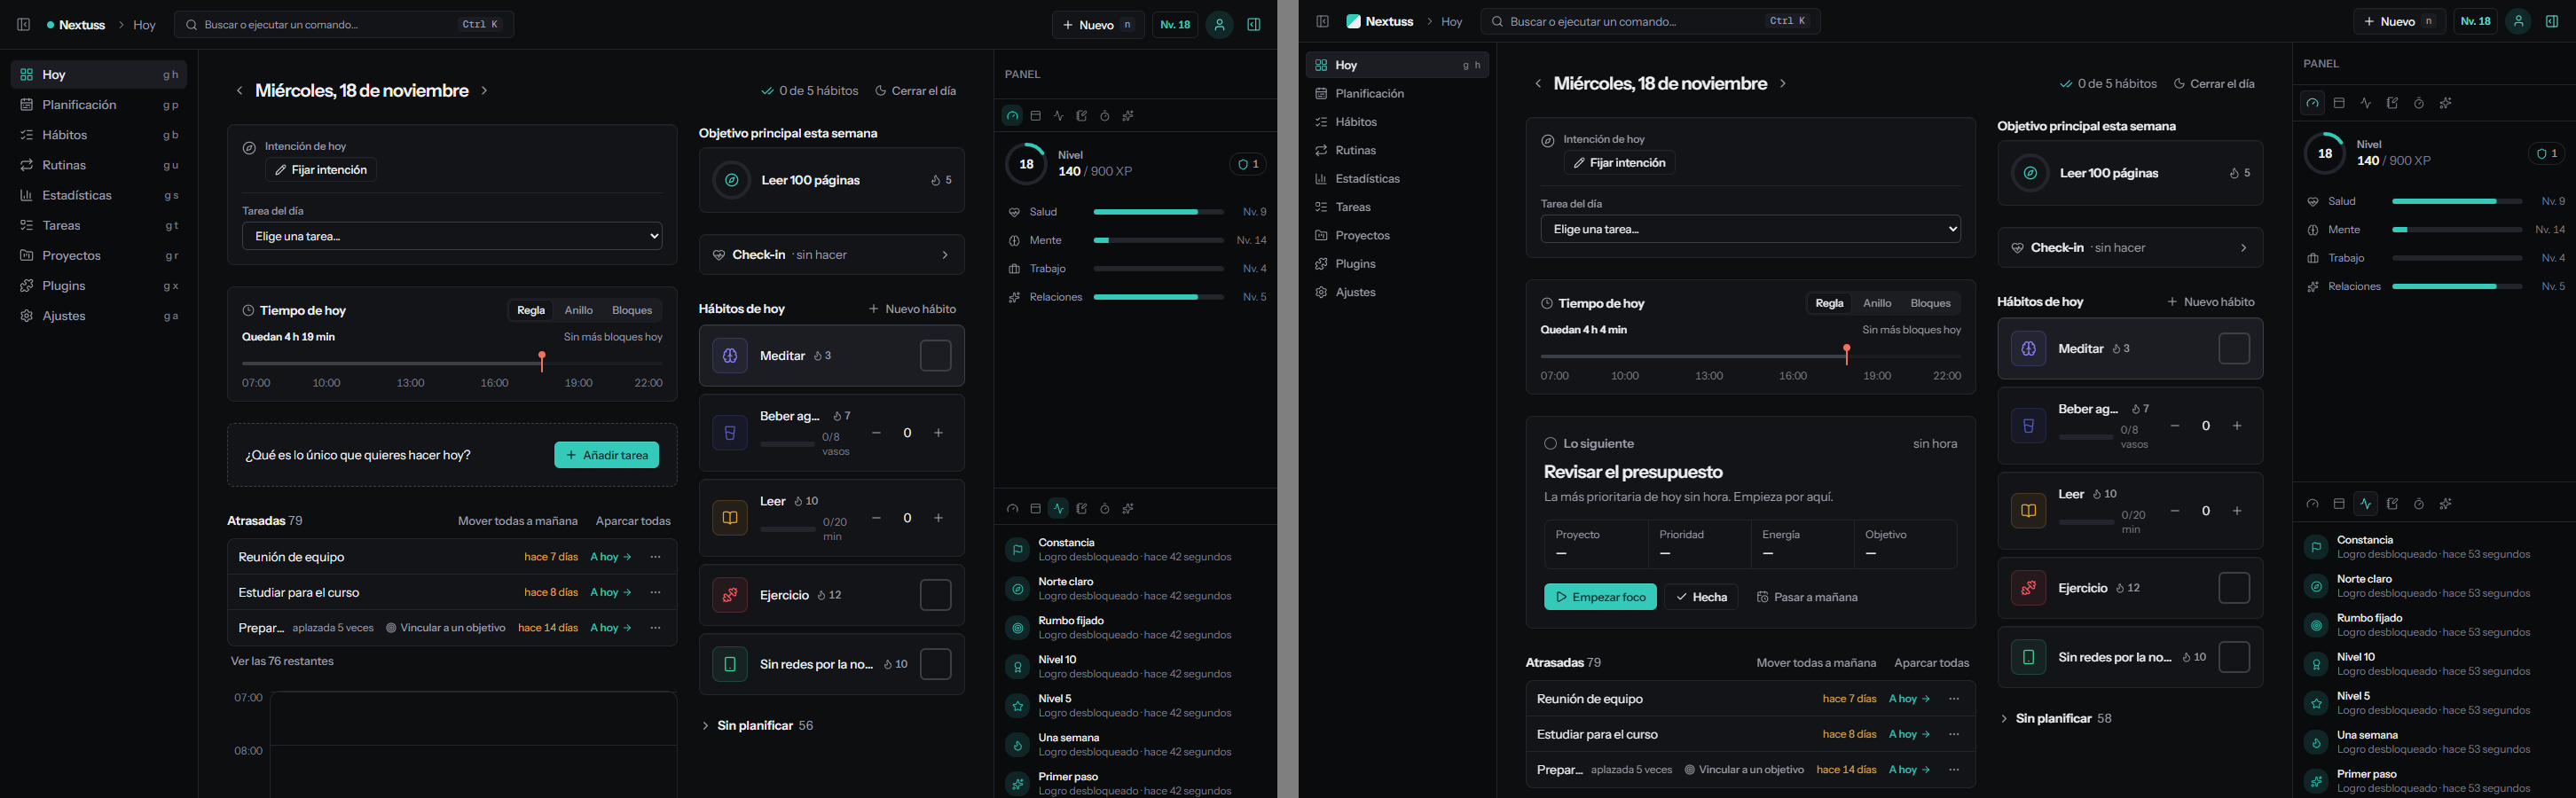 Nextuss > Hoy
Buscar o ejecutar un comando... Ctrl K
+ Nuevo n
Nv. 18
Hoy g h
Planificación g p
Hábitos g b
Rutinas g u
Estadísticas g s
Tareas g t
Proyectos g r
Plugins g x
Ajustes g a
Miércoles, 18 de noviembre
0 de 5 hábitos
Cerrar el día
Intención de hoy
Fijar intención
Tarea del día
Elige una tarea...
Tiempo de hoy
Regla Anillo Bloques
Quedan 4 h 19 min
Sin más bloques hoy
07:00 10:00 13:00 16:00 19:00 22:00
¿Qué es lo único que quieres hacer hoy?
+ Añadir tarea
Atrasadas 79
Mover todas a mañana
Aparcar todas
Reunión de equipo hace 7 días A hoy → ...
Estudiar para el curso hace 8 días A hoy → ...
Prepar... aplazada 5 veces Vincular a un objetivo hace 14 días A hoy → ...
Ver las 76 restantes
07:00
08:00
Objetivo principal esta semana
Leer 100 páginas 5
Check-in · sin hacer
Hábitos de hoy
+ Nuevo hábito
Meditar 3
Beber ag... 7
0/8
vasos
− 0 +
Leer 10
0/20
min
− 0 +
Ejercicio 12
Sin redes por la no... 10
Sin planificar 56
PANEL
18
Nivel
140 / 900 XP
1
Salud Nv. 9
Mente Nv. 14
Trabajo Nv. 4
Relaciones Nv. 5
Constancia
Logro desbloqueado · hace 42 segundos
Norte claro
Logro desbloqueado · hace 42 segundos
Rumbo fijado
Logro desbloqueado · hace 42 segundos
Nivel 10
Logro desbloqueado · hace 42 segundos
Nivel 5
Logro desbloqueado · hace 42 segundos
Una semana
Logro desbloqueado · hace 42 segundos
Primer paso
Logro desbloqueado · hace 42 segundos
Nextuss > Hoy
Buscar o ejecutar un comando... Ctrl K
+ Nuevo n
Nv. 18
Hoy g h
Planificación
Hábitos
Rutinas
Estadísticas
Tareas
Proyectos
Plugins
Ajustes
Miércoles, 18 de noviembre
0 de 5 hábitos
Cerrar el día
Intención de hoy
Fijar intención
Tarea del día
Elige una tarea...
Tiempo de hoy
Regla Anillo Bloques
Quedan 4 h 4 min
Sin más bloques hoy
07:00 10:00 13:00 16:00 19:00 22:00
Lo siguiente sin hora
Revisar el presupuesto
La más prioritaria de hoy sin hora. Empieza por aquí.
Proyecto Prioridad Energía Objetivo
— — — —
Empezar foco
Hecha
Pasar a mañana
Atrasadas 79
Mover todas a mañana
Aparcar todas
Reunión de equipo hace 7 días A hoy → ...
Estudiar para el curso hace 8 días A hoy → ...
Prepar... aplazada 5 veces Vincular a un objetivo hace 14 días A hoy → ...
Objetivo principal esta semana
Leer 100 páginas 5
Check-in · sin hacer
Hábitos de hoy
+ Nuevo hábito
Meditar 3
Beber ag... 7
0/8
vasos
− 0 +
Leer 10
0/20
min
− 0 +
Ejercicio 12
Sin redes por la no... 10
Sin planificar 58
PANEL
18
Nivel
140 / 900 XP
1
Salud Nv. 9
Mente Nv. 14
Trabajo Nv. 4
Relaciones Nv. 5
Constancia
Logro desbloqueado · hace 53 segundos
Norte claro
Logro desbloqueado · hace 53 segundos
Rumbo fijado
Logro desbloqueado · hace 53 segundos
Nivel 10
Logro desbloqueado · hace 53 segundos
Nivel 5
Logro desbloqueado · hace 53 segundos
Una semana
Logro desbloqueado · hace 53 segundos
Primer paso
Logro desbloqueado · hace 53 segundos